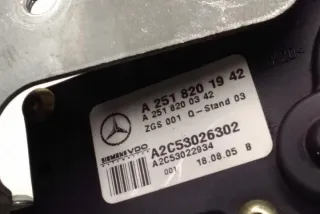 A 251 820 19 42
A 251 820 03 42
ZGS 001 Q-Stand 03
SIEMENS VDO
A2C53026302
A2C53022934
001 18.08.05 B